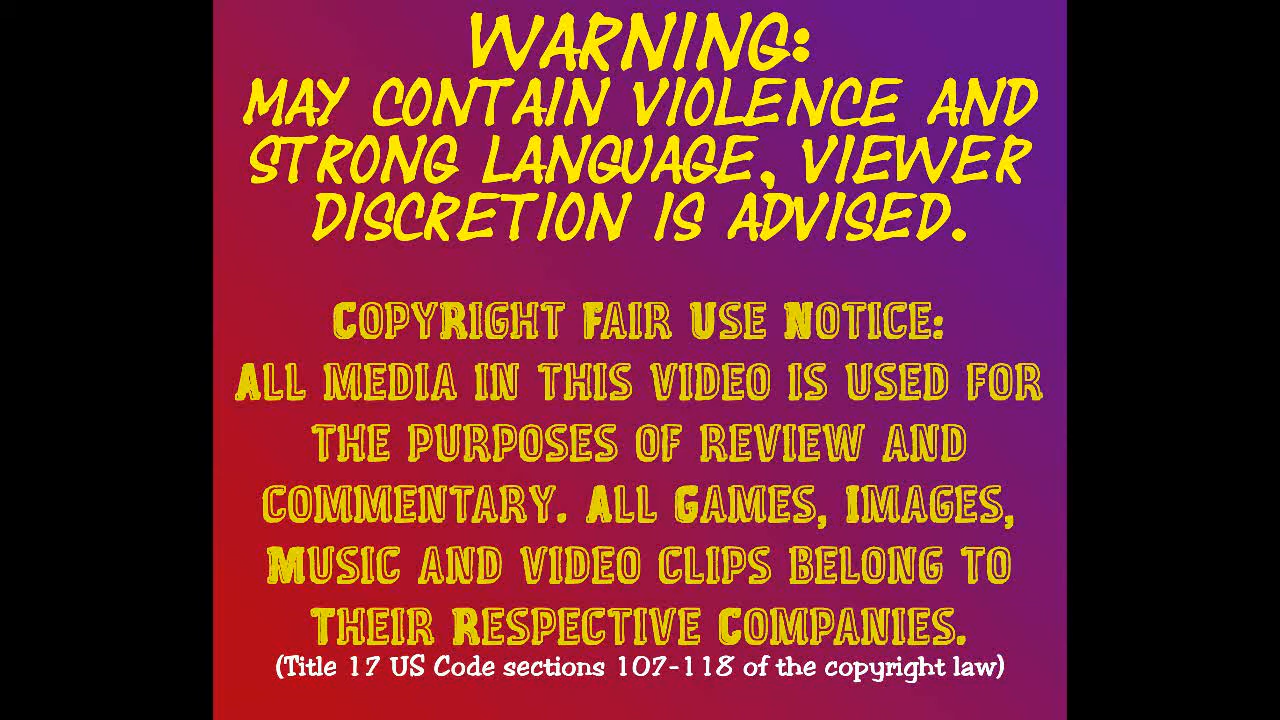 WARNING:
MAY CONTAIN VIOLENCE AND
STRONG LANGUAGE, VIEWER
DISCRETION IS ADVISED.
COPYRIGHT FAIR USE NOTICE:
ALL MEDIA IN THIS VIDEO IS USED FOR
THE PURPOSES OF REVIEW AND
COMMENTARY. ALL GAMES, IMAGES,
MUSIC AND VIDEO CLIPS BELONG TO
THEIR RESPECTIVE COMPANIES.
(Title 17 US Code sections 107-118 of the copyright law)